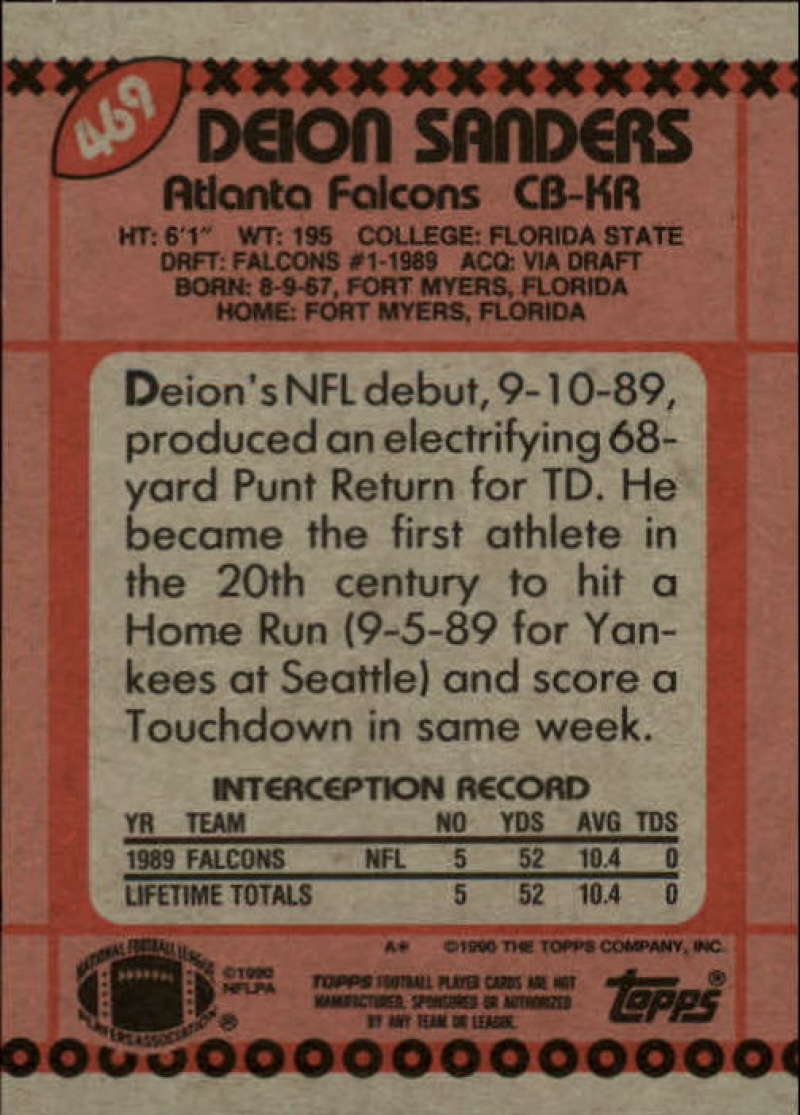 469
DEION SANDERS
Atlanta Falcons CB-KR
HT: 6'1" WT: 195 COLLEGE: FLORIDA STATE
DRFT: FALCONS #1-1989 ACQ: VIA DRAFT
BORN: 8-9-67, FORT MYERS, FLORIDA
HOME: FORT MYERS, FLORIDA
Deion's NFL debut, 9-10-89,
produced an electrifying 68-
yard Punt Return for TD. He
became the first athlete in
the 20th century to hit a
Home Run (9-5-89 for Yan-
kees at Seattle) and score a
Touchdown in same week.
INTERCEPTION RECORD
YR TEAM NO YDS AVG TDS
1989 FALCONS NFL 5 52 10.4 0
LIFETIME TOTALS 5 52 10.4 0
A* ©1990 THE TOPPS COMPANY, INC.
NATIONAL FOOTBALL LEAGUE
PLAYERS ASSOCIATION ®
©1990
NFLPA
TOPPS FOOTBALL PLAYER CARDS ARE NOT
MANUFACTURED, SPONSORED OR AUTHORIZED
BY ANY TEAM OR LEAGUE.
topps®